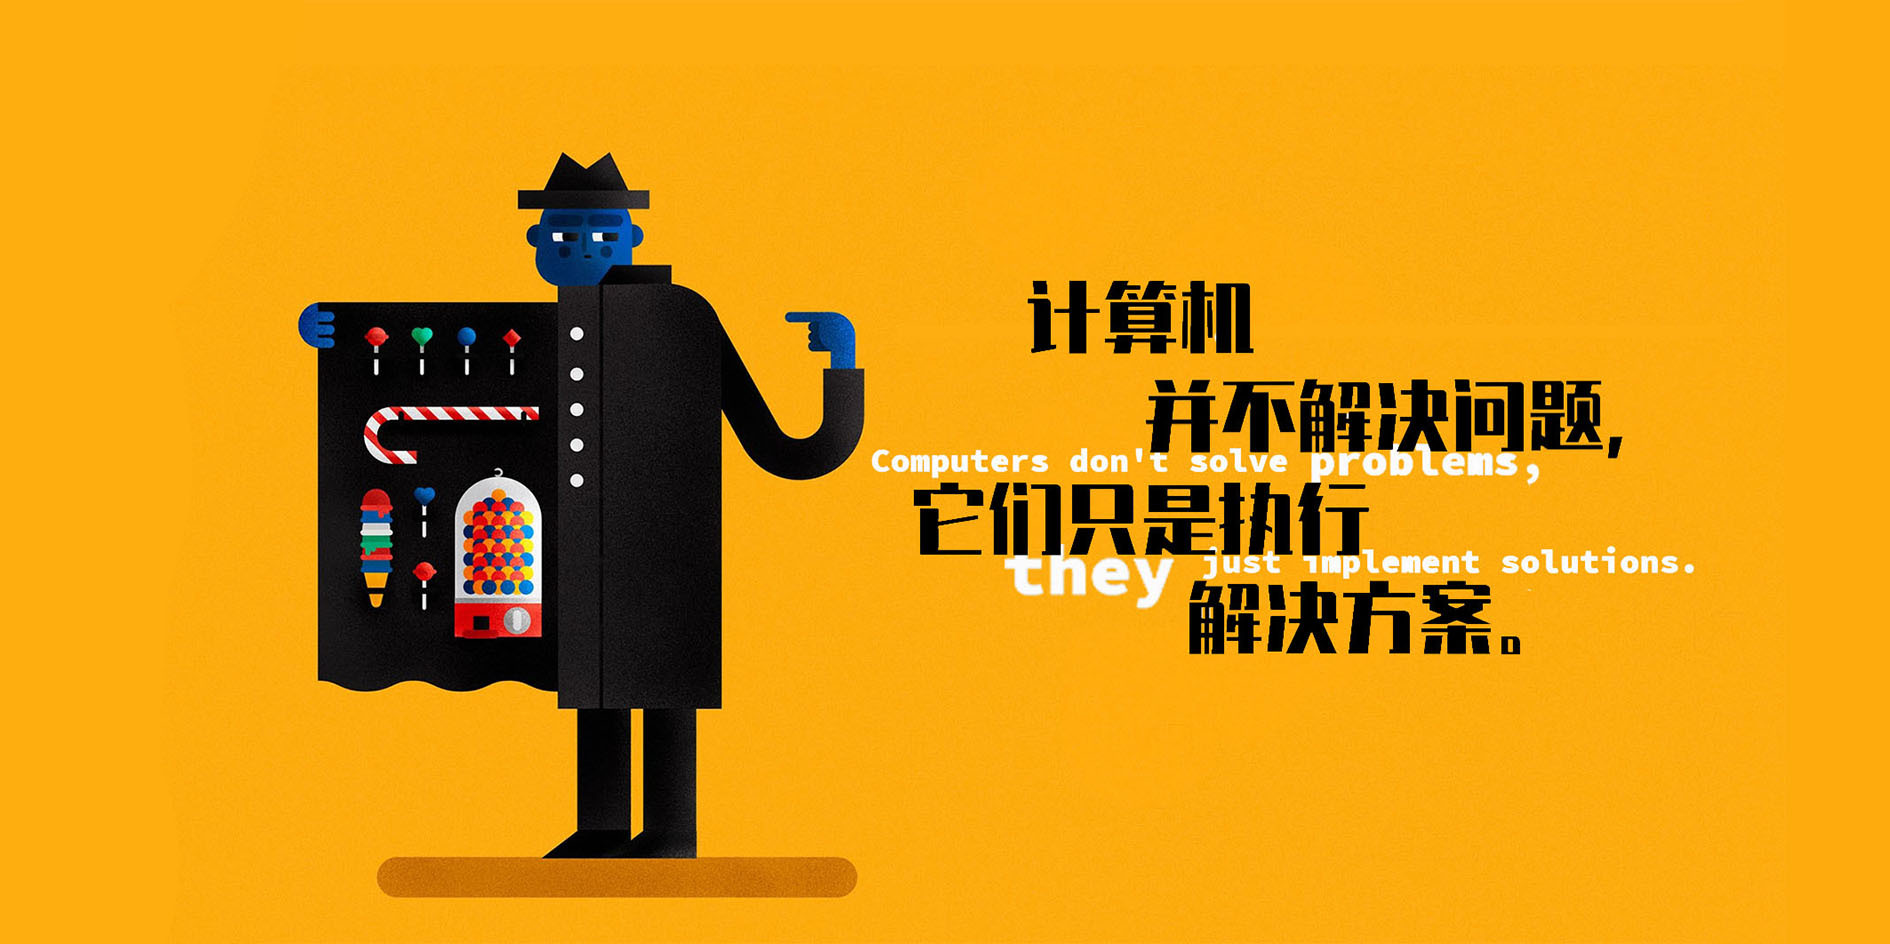 计算机
并不解决问题,
Computers don't solve problems,
它们只是执行
they just implement solutions.
解决方案。